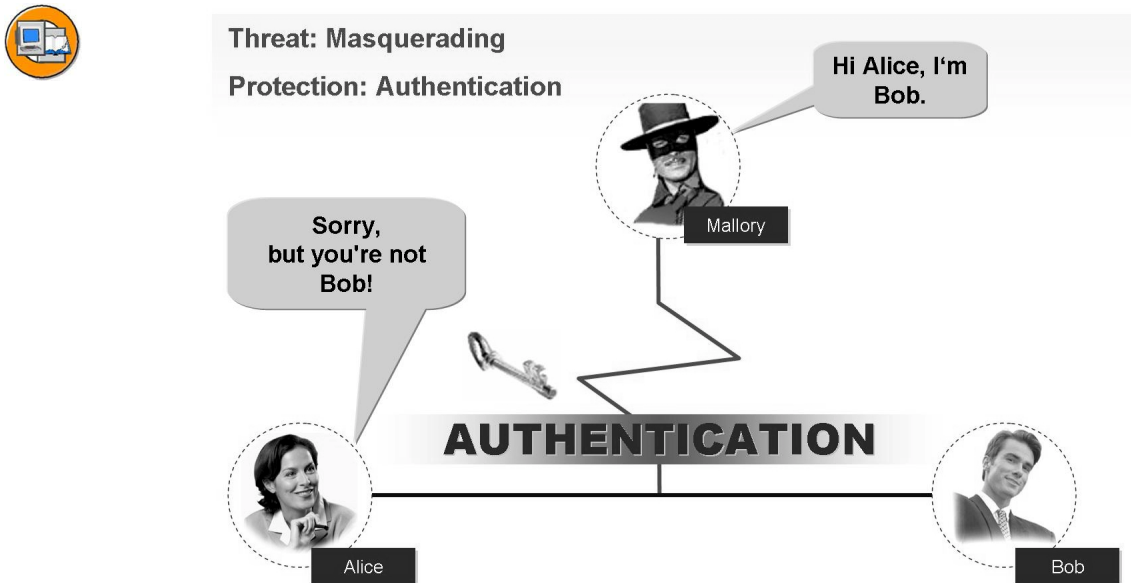 Threat: Masquerading
Protection: Authentication
Hi Alice, I‘m
Bob.
Mallory
Sorry,
but you're not
Bob!
AUTHENTICATION
Alice
Bob